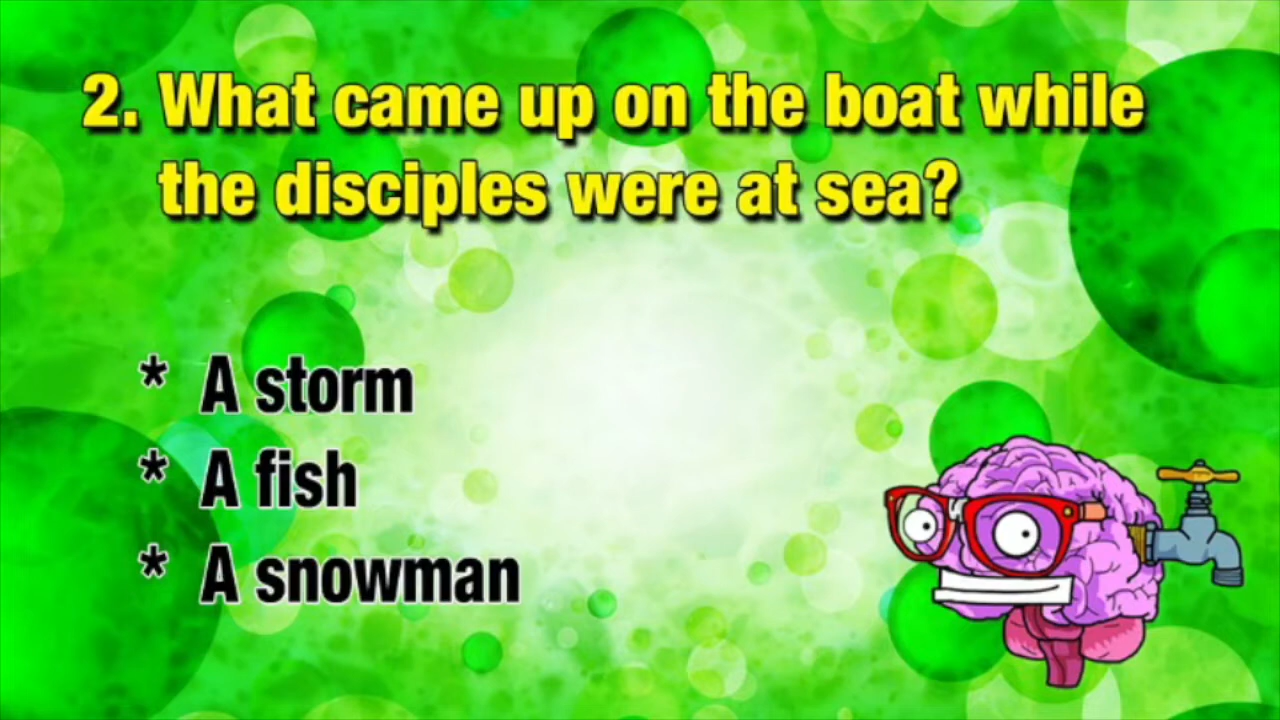 2. What came up on the boat while
the disciples were at sea?
* A storm
* A fish
* A snowman